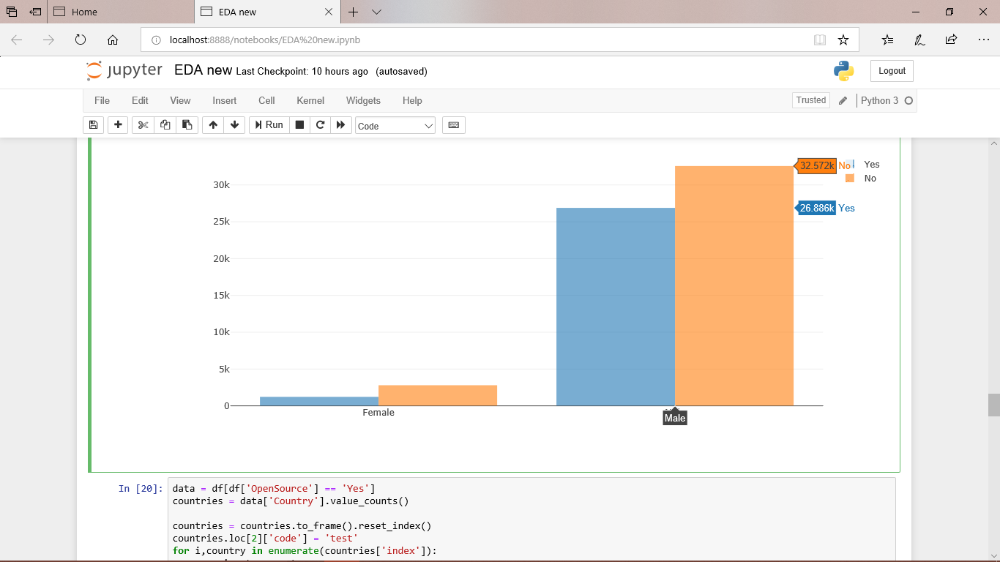 Home
EDA new
localhost:8888/notebooks/EDA%20new.ipynb
jupyter EDA new Last Checkpoint: 10 hours ago (autosaved)
Logout
File Edit View Insert Cell Kernel Widgets Help
Trusted
Python 3
Run
Code
32.572k No
Yes
No
30k
26.886k Yes
25k
20k
15k
10k
5k
0
Female
Male
In [20]:
data = df[df['OpenSource'] == 'Yes']
countries = data['Country'].value_counts()
countries = countries.to_frame().reset_index()
countries.loc[2]['code'] = 'test'
for i,country in enumerate(countries['index']):